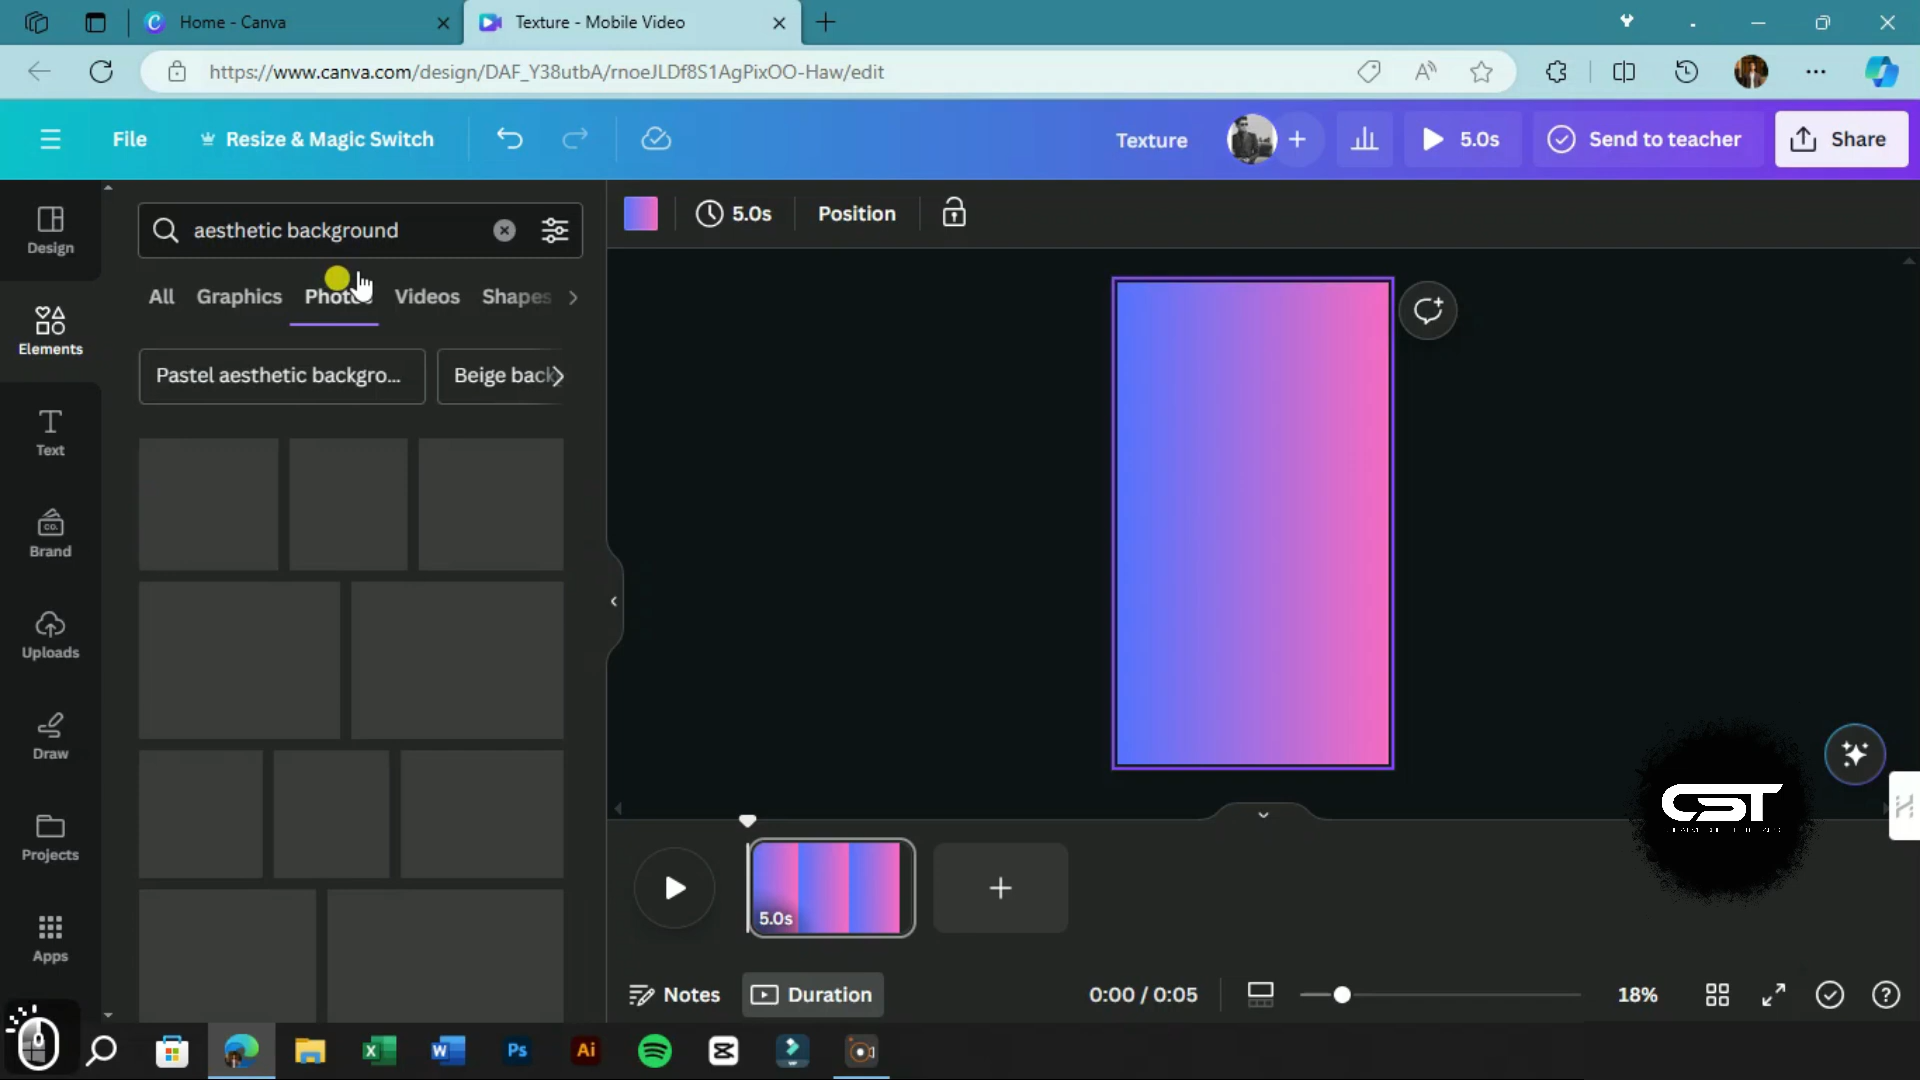 Home - Canva
Texture - Mobile Video
https://www.canva.com/design/DAF_Y38utbA/rnoeJLDf8S1AgPixOO-Haw/edit
File
Resize & Magic Switch
Texture
5.0s
Send to teacher
Share
Design
Elements
Text
Brand
Uploads
Draw
Projects
Apps
aesthetic background
All
Graphics
Photos
Videos
Shapes
Pastel aesthetic backgro...
Beige back
5.0s
Position
CO.
5.0s
Notes
Duration
0:00 / 0:05
18%
CST
Ps
Ai